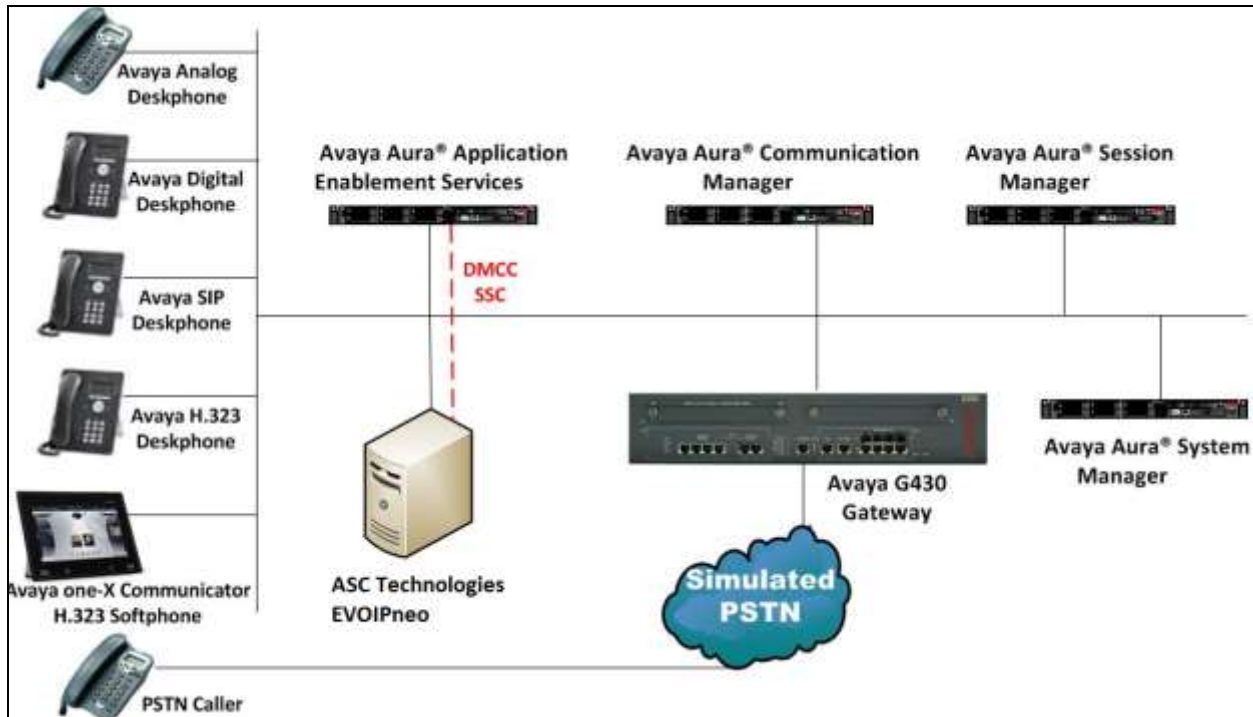 Avaya Analog
Deskphone
Avaya Digital
Deskphone
Avaya SIP
Deskphone
Avaya H.323
Deskphone
Avaya one-X Communicator
H.323 Softphone
PSTN Caller
Avaya Aura® Application
Enablement Services
DMCC
SSC
ASC Technologies
EVOIPneo
Avaya Aura® Communication
Manager
Avaya G430
Gateway
Simulated
PSTN
Avaya Aura® Session
Manager
Avaya Aura® System
Manager